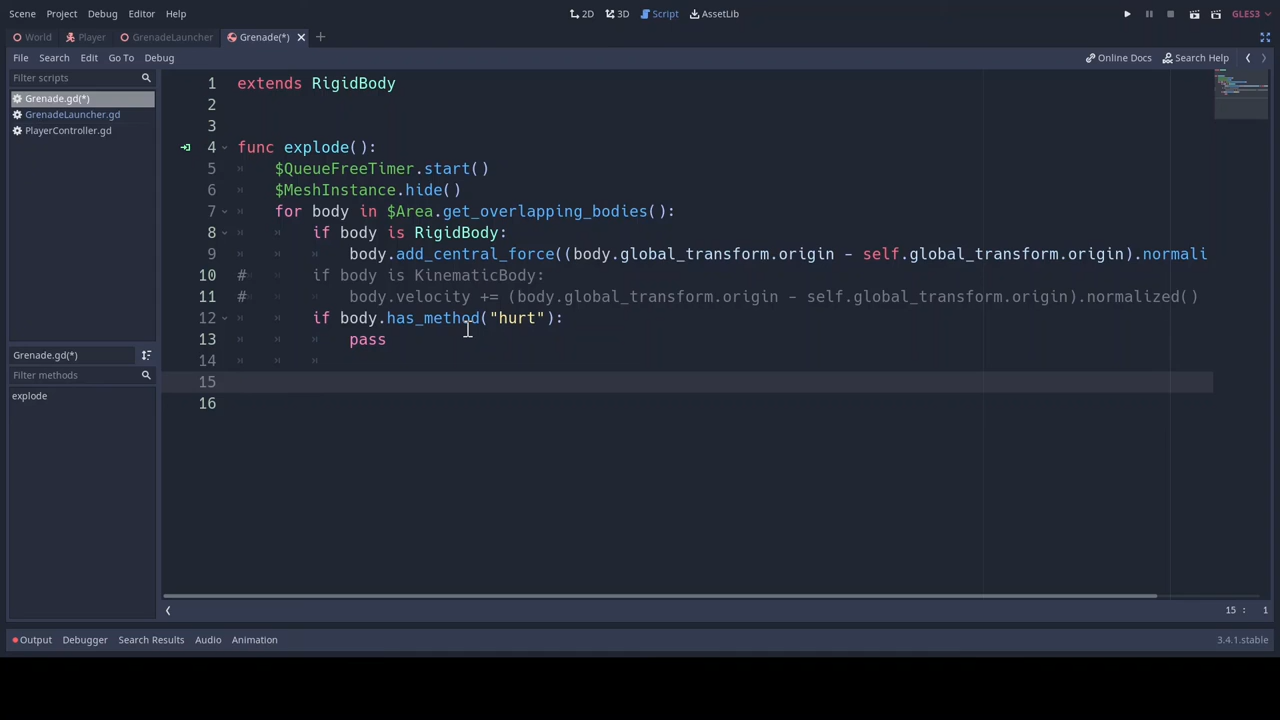 Scene Project Debug Editor Help 2D 3D Script AssetLib GLES3
World Player GrenadeLauncher Grenade(*)
File Search Edit Go To Debug Online Docs Search Help
Filter scripts
Grenade.gd(*)
GrenadeLauncher.gd
PlayerController.gd
Grenade.gd(*)
Filter methods
explode
1 extends RigidBody
2
3
4 func explode():
5 $QueueFreeTimer.start()
6 $MeshInstance.hide()
7 for body in $Area.get_overlapping_bodies():
8 if body is RigidBody:
9 body.add_central_force((body.global_transform.origin - self.global_transform.origin).normali
10 # if body is KinematicBody:
11 # body.velocity += (body.global_transform.origin - self.global_transform.origin).normalized()
12 if body.has_method("hurt"):
13 pass
14
15
16
15 : 1
Output Debugger Search Results Audio Animation 3.4.1.stable